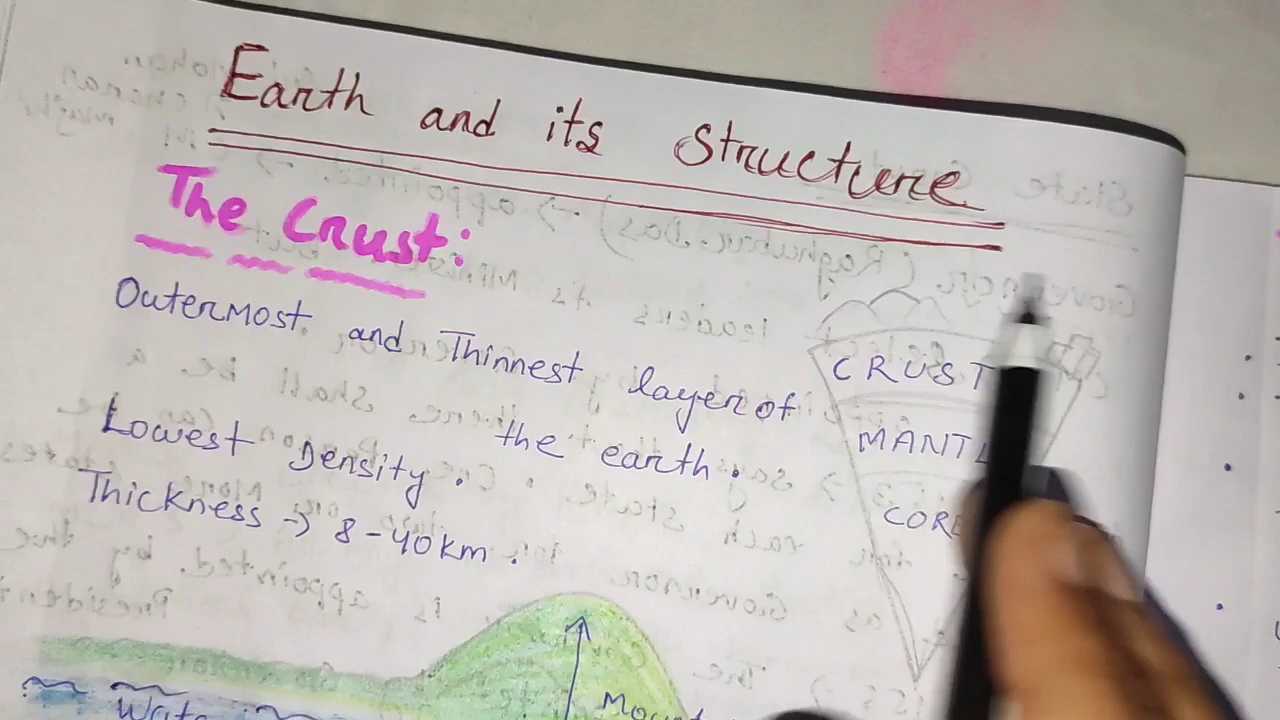 Earth and its structure
The Crust:
Outermost and Thinnest layer of
the earth.
Lowest Density.
Thickness → 8-40km.
CRUST
MANTL
CORE